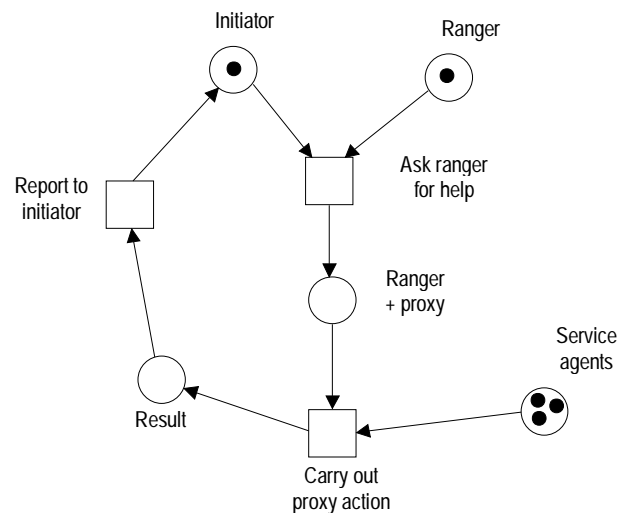 Initiator
Ranger
Ask ranger
for help
Report to
initiator
Ranger
+ proxy
Service
agents
Result
Carry out
proxy action